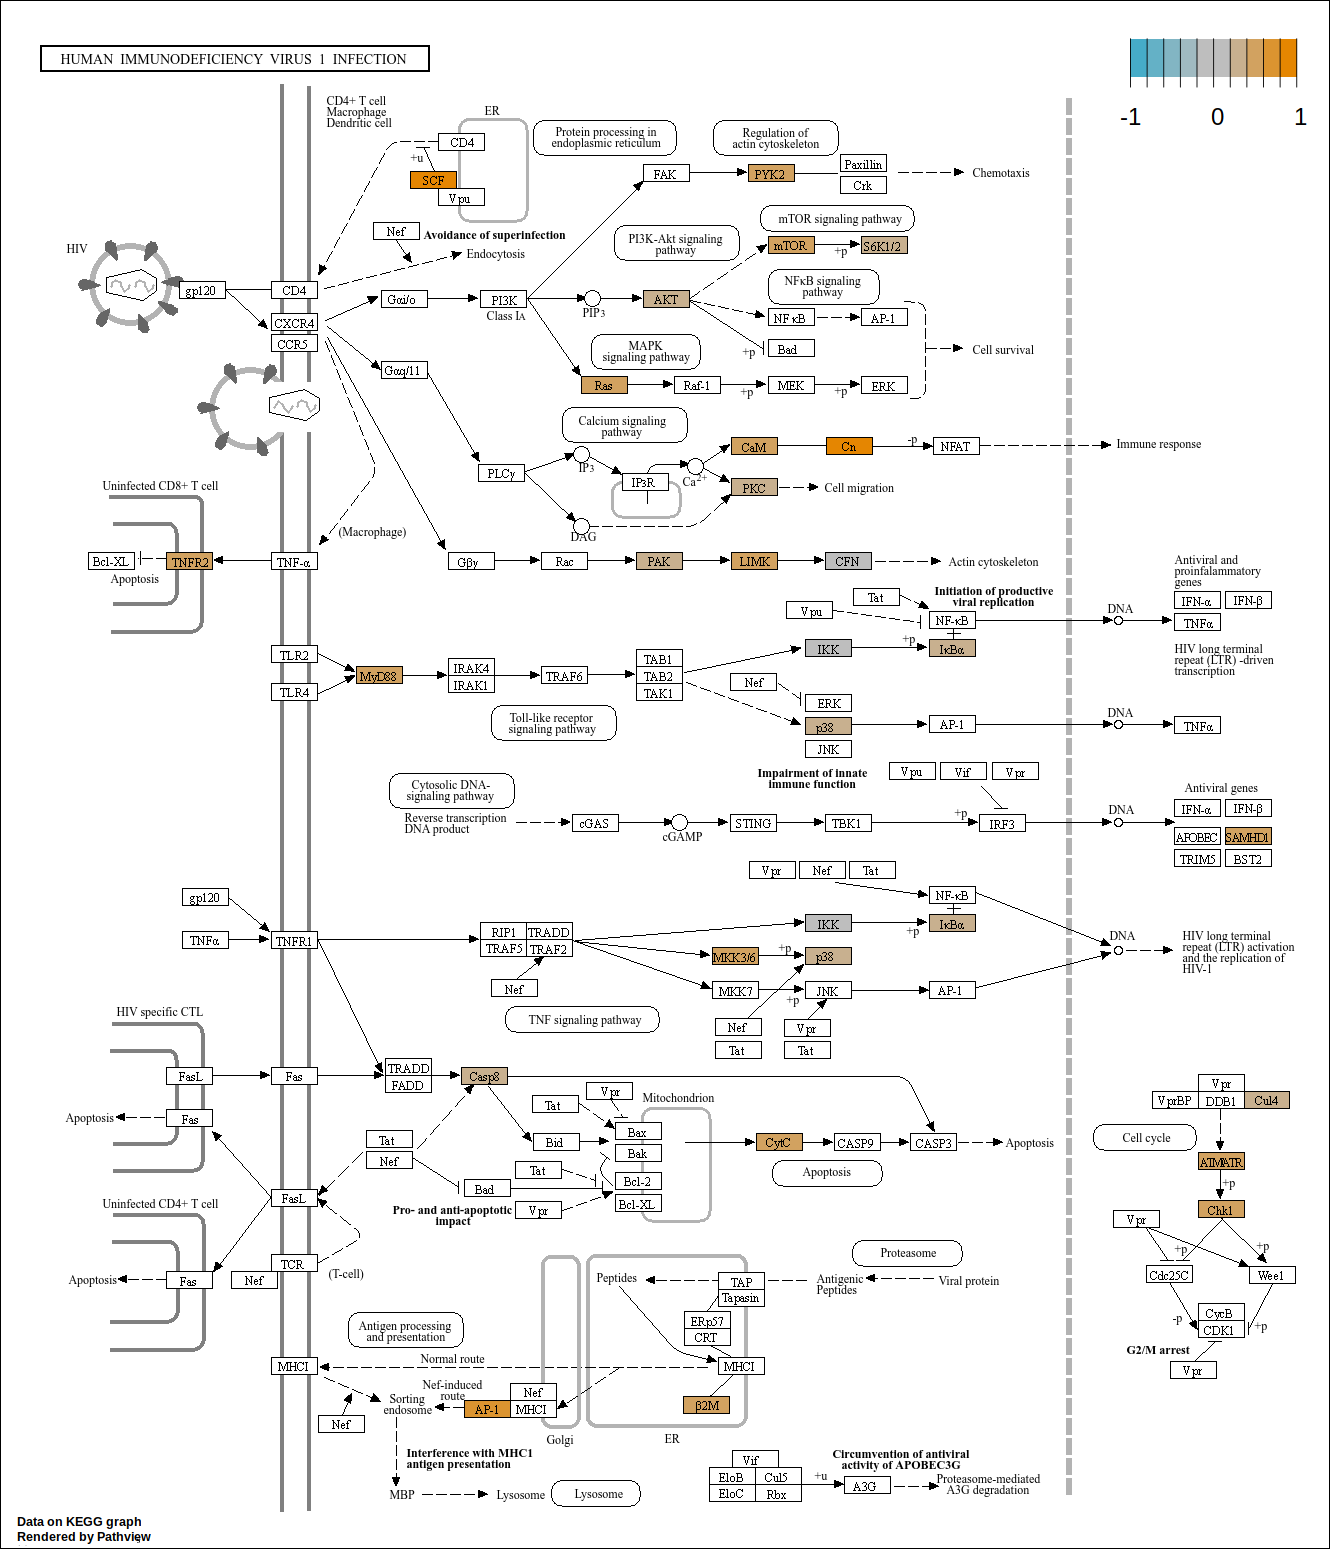 HUMAN IMMUNODEFICIENCY VIRUS 1 INFECTION
-1 0 1
CD4+ T cell
Macrophage
Dendritic cell
ER
CD4
+u
SCF
Vpu
Protein processing in
endoplasmic reticulum
Regulation of
actin cytoskeleton
FAK
PYK2
Paxillin
Crk
Chemotaxis
Nef
Avoidance of superinfection
Endocytosis
PI3K-Akt signaling
pathway
mTOR signaling pathway
mTOR
+p
S6K1/2
HIV
gp120
CD4
CXCR4
CCR5
Gαi/o
PI3K
Class IA
PIP3
AKT
NFκB signaling
pathway
NFκB
AP-1
+p
Bad
Cell survival
MAPK
signaling pathway
Gαq/11
Ras
Raf-1
+p
MEK
+p
ERK
Calcium signaling
pathway
PLCγ
IP3
IP3R
Ca2+
DAG
CaM
Cn
-p
NFAT
Immune response
PKC
Cell migration
Uninfected CD8+ T cell
(Macrophage)
Bcl-XL
TNFR2
TNF-α
Apoptosis
Gβγ
Rac
PAK
LIMK
CFN
Actin cytoskeleton
Antiviral and
proinfalammatory
genes
IFN-α
IFN-β
TNFα
Initiation of productive
viral replication
Tat
Vpu
NF-κB
DNA
HIV long terminal
repeat (LTR) -driven
transcription
TLR2
TLR4
MyD88
IRAK4
IRAK1
TRAF6
TAB1
TAB2
TAK1
IKK
+p
IκBα
Nef
ERK
p38
JNK
AP-1
DNA
TNFα
Toll-like receptor
signaling pathway
Impairment of innate
immune function
Vpu
Vif
Vpr
Cytosolic DNA-
signaling pathway
Reverse transcription
DNA product
cGAS
cGAMP
STING
TBK1
+p
IRF3
DNA
Antiviral genes
IFN-α
IFN-β
APOBEC
SAMHD1
TRIM5
BST2
Vpr
Nef
Tat
gp120
TNFα
TNFR1
RIP1
TRADD
TRAF5
TRAF2
Nef
IKK
+p
NF-κB
IκBα
MKK3/6
+p
p38
MKK7
+p
JNK
AP-1
Nef
Tat
Vpr
Tat
DNA
HIV long terminal
repeat (LTR) activation
and the replication of
HIV-1
TNF signaling pathway
HIV specific CTL
FasL
Fas
TRADD
FADD
Casp8
Apoptosis
Fas
Tat
Nef
Tat
Vpr
Mitochondrion
Bid
Bax
Bak
Tat
Bcl-2
Bad
Bcl-XL
Vpr
Pro- and anti-apoptotic
impact
CytC
CASP9
CASP3
Apoptosis
Apoptosis
Vpr
VprBP
DDB1
Cul4
Cell cycle
ATM/ATR
+p
Chk1
Vpr
+p
+p
Cdc25C
Wee1
-p
CycB
CDK1
+p
G2/M arrest
Vpr
Uninfected CD4+ T cell
FasL
TCR
(T-cell)
Apoptosis
Fas
Nef
Proteasome
Peptides
TAP
Tapasin
Antigenic
Peptides
Viral protein
ERp57
CRT
Antigen processing
and presentation
MHCI
Normal route
MHCI
Nef-induced
route
Nef
AP-1
MHCI
β2M
Sorting
endosome
Nef
Golgi
ER
Interference with MHC1
antigen presentation
MBP
Lysosome
Lysosome
Vif
EloB
Cul5
EloC
Rbx
+u
A3G
Circumvention of antiviral
activity of APOBEC3G
Proteasome-mediated
A3G degradation
Data on KEGG graph
Rendered by Pathview